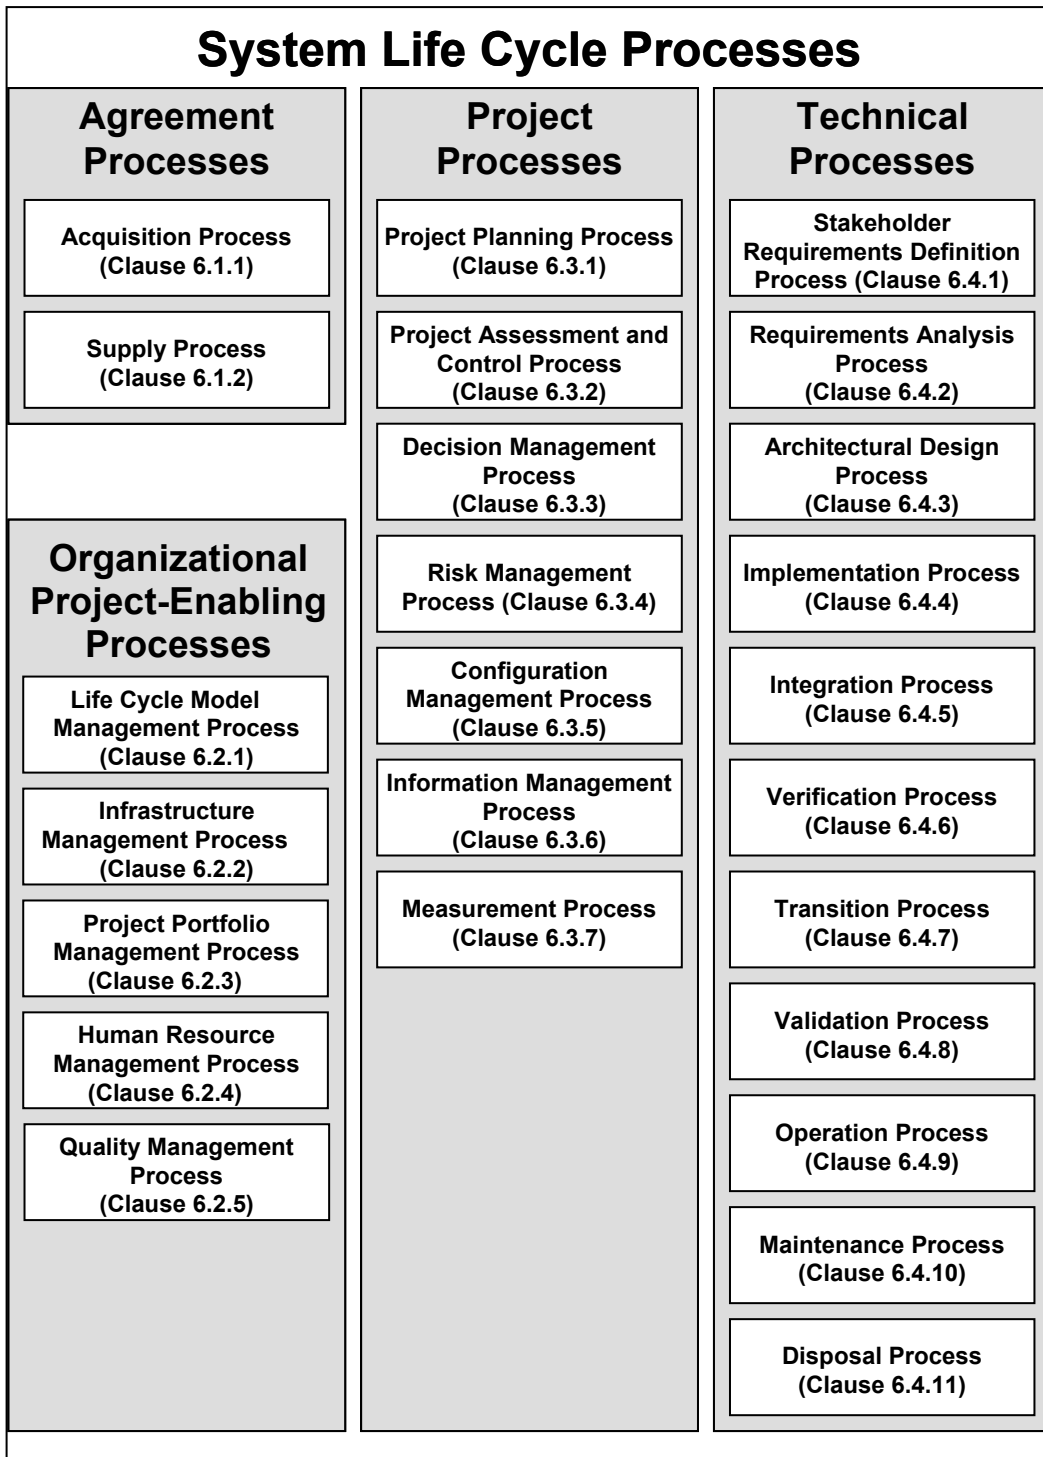 System Life Cycle Processes
Agreement
Processes
Acquisition Process
(Clause 6.1.1)
Supply Process
(Clause 6.1.2)
Organizational
Project-Enabling
Processes
Life Cycle Model
Management Process
(Clause 6.2.1)
Infrastructure
Management Process
(Clause 6.2.2)
Project Portfolio
Management Process
(Clause 6.2.3)
Human Resource
Management Process
(Clause 6.2.4)
Quality Management
Process
(Clause 6.2.5)
Project
Processes
Project Planning Process
(Clause 6.3.1)
Project Assessment and
Control Process
(Clause 6.3.2)
Decision Management
Process
(Clause 6.3.3)
Risk Management
Process (Clause 6.3.4)
Configuration
Management Process
(Clause 6.3.5)
Information Management
Process
(Clause 6.3.6)
Measurement Process
(Clause 6.3.7)
Technical
Processes
Stakeholder
Requirements Definition
Process (Clause 6.4.1)
Requirements Analysis
Process
(Clause 6.4.2)
Architectural Design
Process
(Clause 6.4.3)
Implementation Process
(Clause 6.4.4)
Integration Process
(Clause 6.4.5)
Verification Process
(Clause 6.4.6)
Transition Process
(Clause 6.4.7)
Validation Process
(Clause 6.4.8)
Operation Process
(Clause 6.4.9)
Maintenance Process
(Clause 6.4.10)
Disposal Process
(Clause 6.4.11)